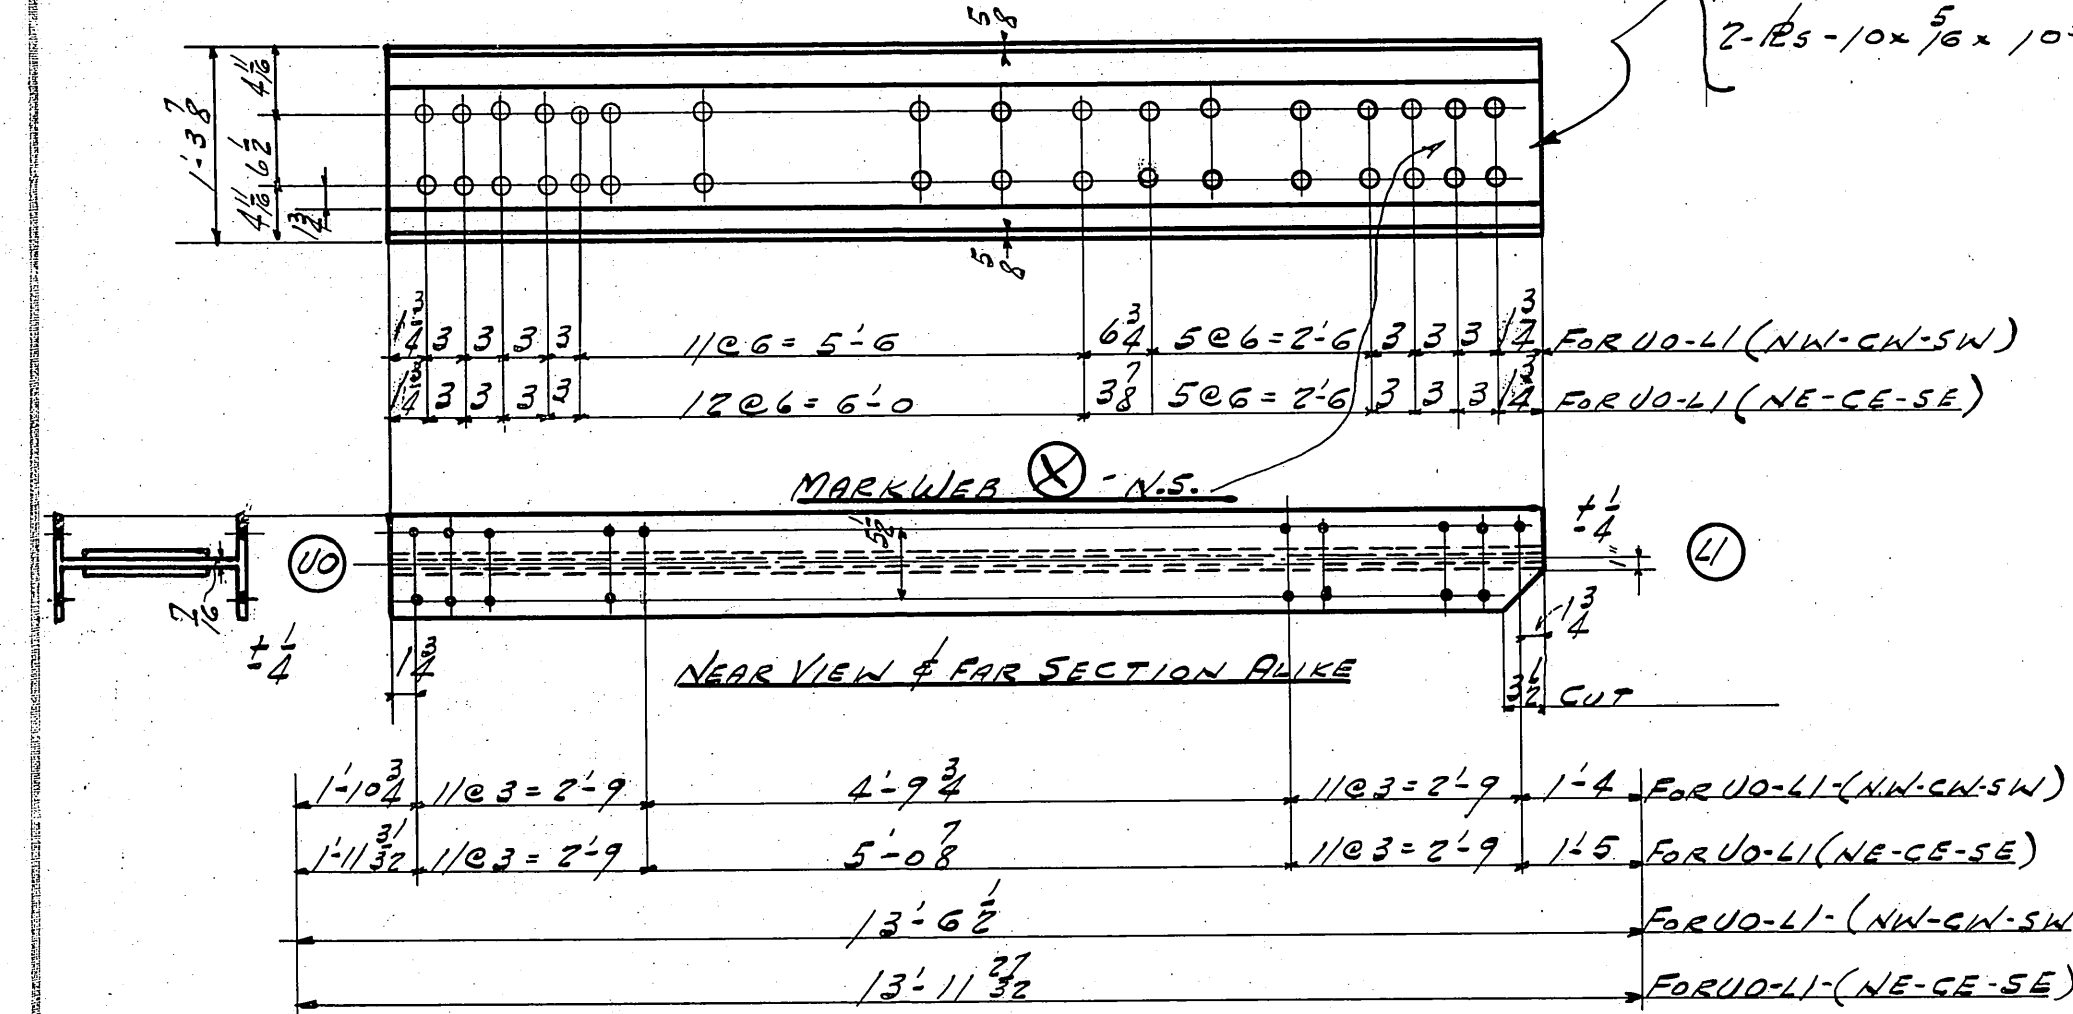 5/8
2-PLs-10x 5/16 x 10-
1'-3 7/8
4 11/16
6 1/2
4 11/16
1 3/4
5/8
1 3/4 3 3 3 3 11@6 = 5'-6 6 3/4 5@6=2'-6 3 3 3 1 3/4 FOR U0-L1 (NW-CW-SW)
1 3/4 3 3 3 3 12@6 = 6'-0 3 7/8 5@6=2'-6 3 3 3 1 3/4 FOR U0-L1 (NE-CE-SE)
MARK WEB X - N.S.
± 1/4
5 1/2
U0
1"
L1
7/16
± 1/4
1 3/4
1 3/4
NEAR VIEW & FAR SECTION ALIKE
3 1/2 CUT
1'-10 3/4 11@3=2'-9 4'-9 3/4 11@3=2'-9 1'-4 FOR U0-L1-(N.W-CW-SW)
1'-11 31/32 11@3=2'-9 5'-0 7/8 11@3=2'-9 1'-5 FOR U0-L1 (NE-CE-SE)
13'-6 1/2 FOR U0-L1-(NW-CW-SW
13'-11 27/32 FOR U0-L1-(NE-CE-SE)